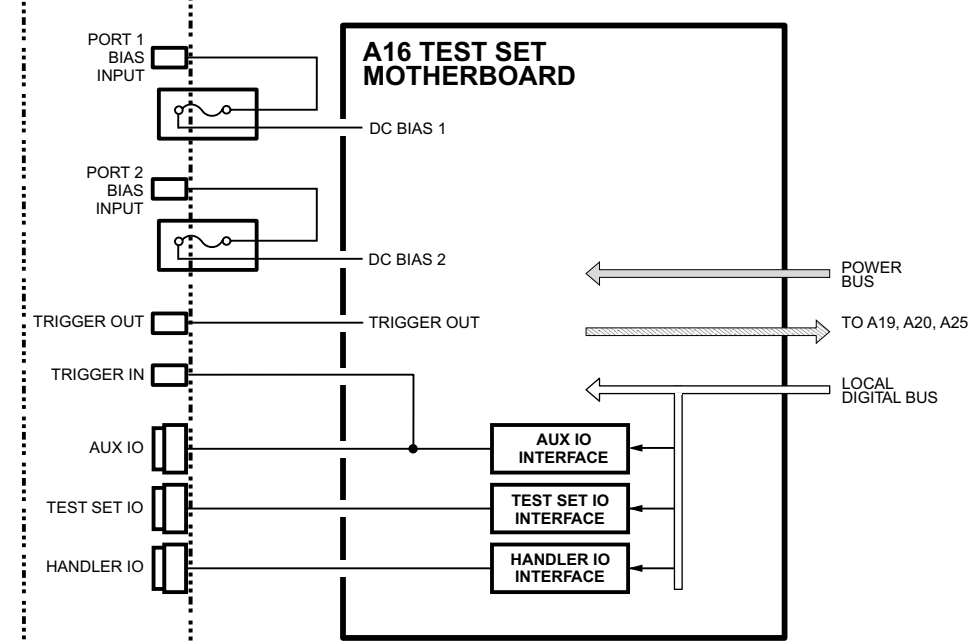 PORT 1
BIAS
INPUT
A16 TEST SET
MOTHERBOARD
DC BIAS 1
PORT 2
BIAS
INPUT
DC BIAS 2
POWER
BUS
TRIGGER OUT
TRIGGER OUT
TO A19, A20, A25
TRIGGER IN
LOCAL
DIGITAL BUS
AUX IO
AUX IO
INTERFACE
TEST SET IO
TEST SET IO
INTERFACE
HANDLER IO
HANDLER IO
INTERFACE